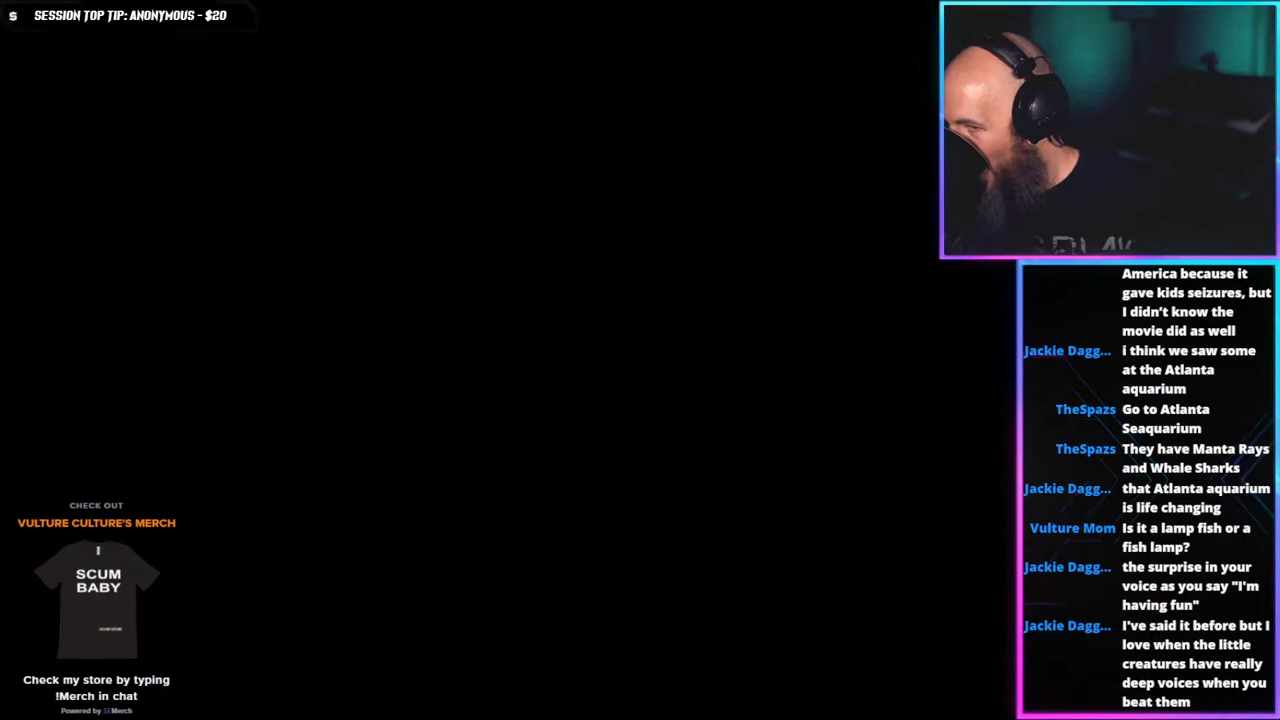 $ SESSION TOP TIP: ANONYMOUS - $20
America because it
gave kids seizures, but
I didn't know the
movie did as well
Jackie Dagg... i think we saw some
at the Atlanta
aquarium
TheSpazs Go to Atlanta
Seaquarium
TheSpazs They have Manta Rays
and Whale Sharks
Jackie Dagg... that Atlanta aquarium
is life changing
Vulture Mom Is it a lamp fish or a
fish lamp?
Jackie Dagg... the surprise in your
voice as you say "I'm
having fun"
Jackie Dagg... I've said it before but I
love when the little
creatures have really
deep voices when you
beat them
CHECK OUT
VULTURE CULTURE'S MERCH
SCUM
BABY
Check my store by typing
!Merch in chat
Powered by SEMerch